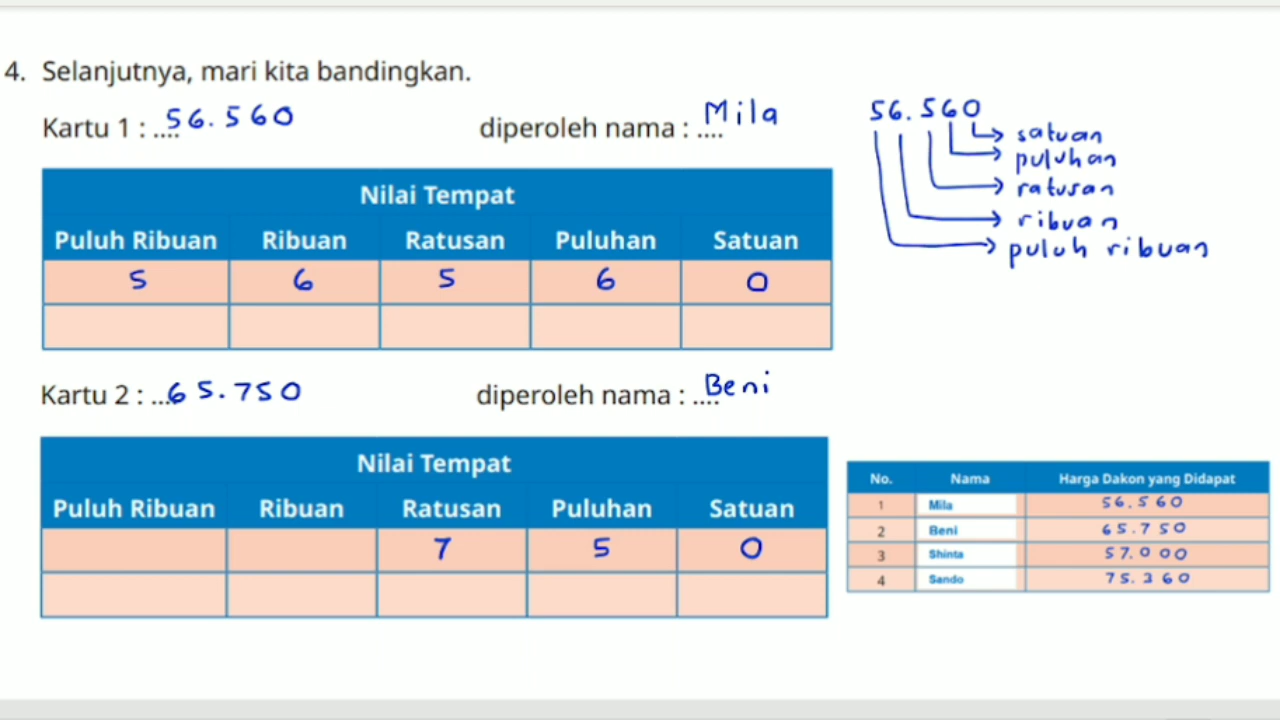 4. Selanjutnya, mari kita bandingkan.
Kartu 1 : .... 56.560 diperoleh nama : .... Mila
Nilai Tempat
Puluh Ribuan Ribuan Ratusan Puluhan Satuan
5 6 5 6 0
56.560
satuan
puluhan
ratusan
ribuan
puluh ribuan
Kartu 2 : ... 65.750 diperoleh nama : .... Beni
Nilai Tempat
Puluh Ribuan Ribuan Ratusan Puluhan Satuan
7 5 0
No. Nama Harga Dakon yang Didapat
1 Mila 56.560
2 Beni 65.750
3 Shinta 57.000
4 Sando 75.360